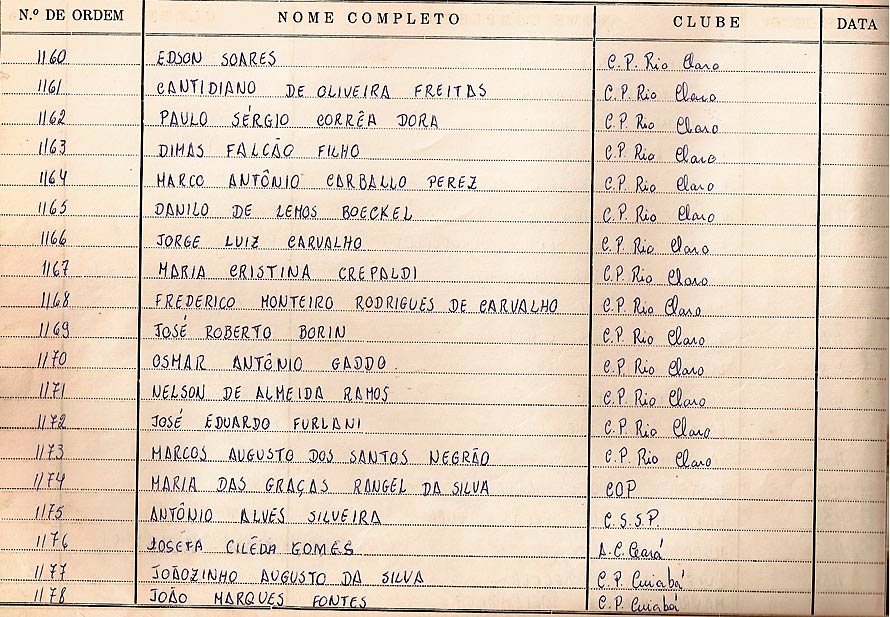 N.º DE ORDEM NOME COMPLETO CLUBE DATA
1160 EDSON SOARES C.P. Rio Claro
1161 CANTIDIANO DE OLIVEIRA FREITAS C.P. Rio Claro
1162 PAULO SÉRGIO CORRÊA DORA C.P. Rio Claro
1163 DIMAS FALCÃO FILHO C.P. Rio Claro
1164 MARCO ANTÔNIO CARBALLO PEREZ C.P. Rio Claro
1165 DANILO DE LEMOS BOECKEL C.P. Rio Claro
1166 JORGE LUIZ CARVALHO C.P. Rio Claro
1167 MARIA CRISTINA CREPALDI C.P. Rio Claro
1168 FREDERICO MONTEIRO RODRIGUES DE CARVALHO C.P. Rio Claro
1169 JOSÉ ROBERTO BORIN C.P. Rio Claro
1170 OSMAR ANTÔNIO GADDO C.P. Rio Claro
1171 NELSON DE ALMEIDA RAMOS C.P. Rio Claro
1172 JOSÉ EDUARDO FURLANI C.P. Rio Claro
1173 MARCOS AUGUSTO DOS SANTOS NEGRÃO C.P. Rio Claro
1174 MARIA DAS GRAÇAS RANGEL DA SILVA COP
1175 ANTÔNIO ALVES SILVEIRA C.S.S.P.
1176 JOSEFA CILÊDA GOMES A.C. Ceará
1177 JOÃOZINHO AUGUSTO DA SILVA C.P. Cuiabá
1178 JOÃO MARQUES FONTES C.P. Cuiabá